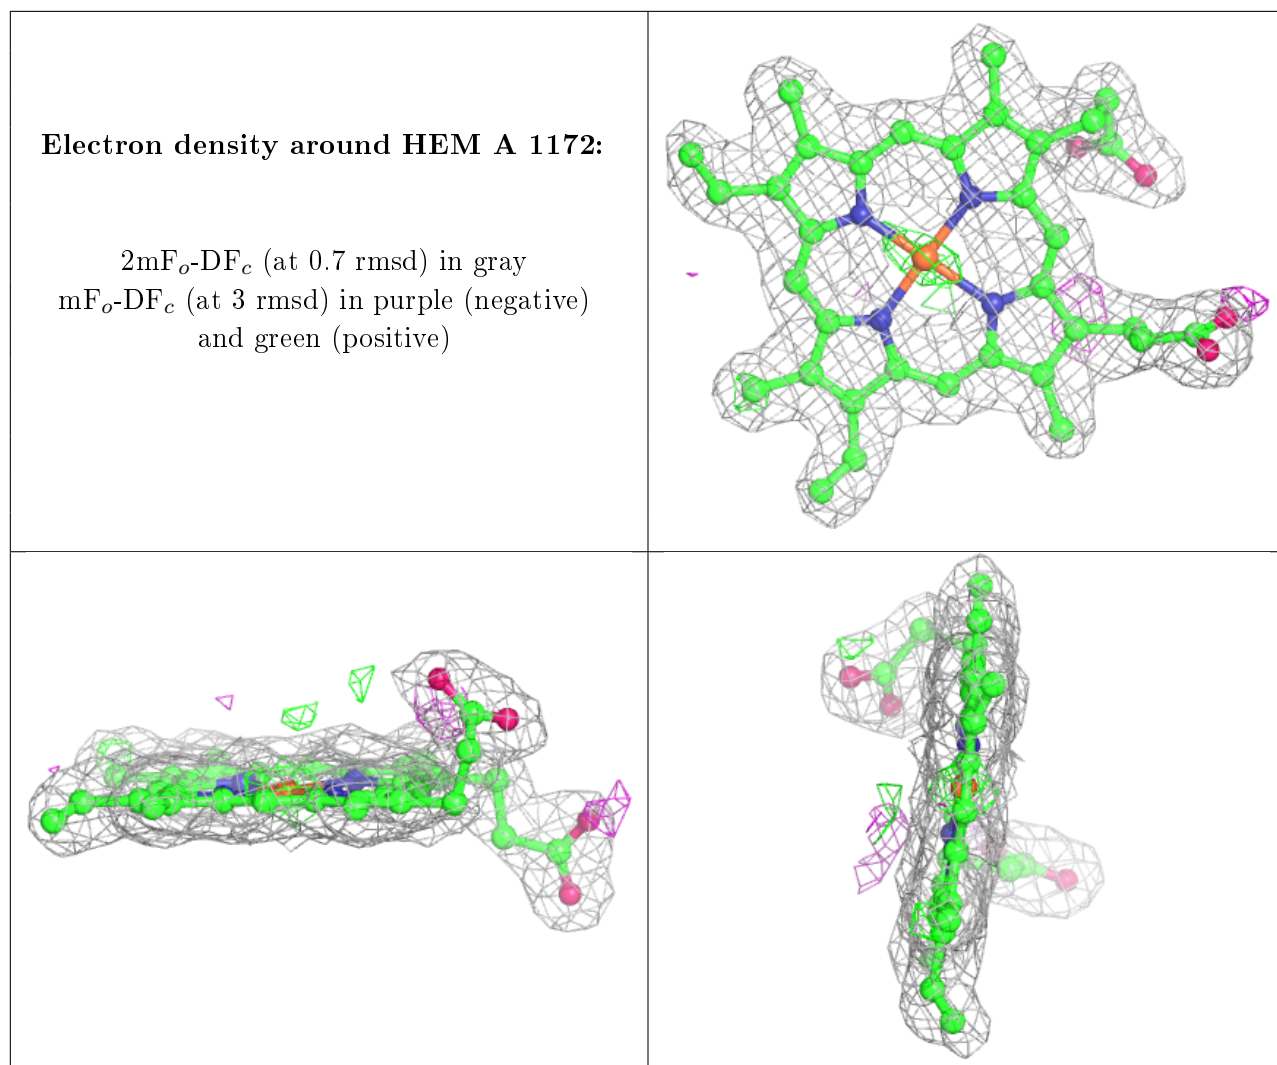 Electron density around HEM A 1172:
2mFₒ-DF𝒸 (at 0.7 rmsd) in gray
mFₒ-DF𝒸 (at 3 rmsd) in purple (negative)
and green (positive)